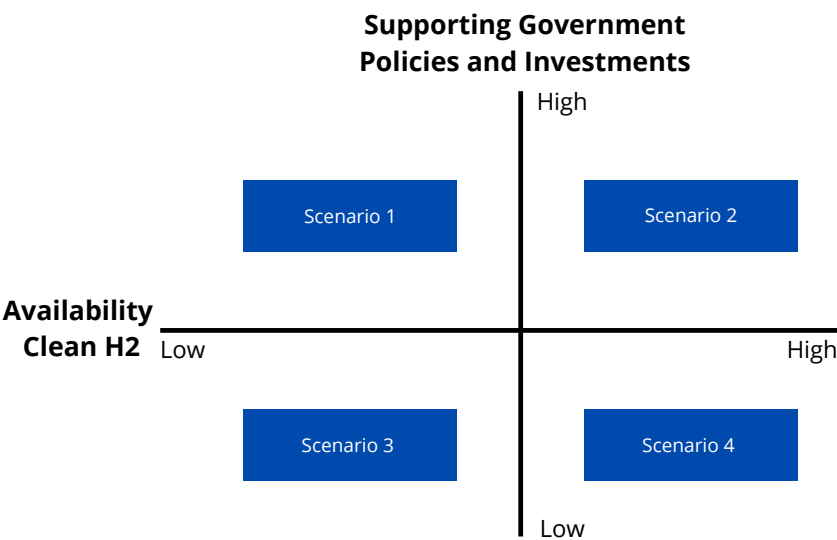 Supporting Government
Policies and Investments
High
Scenario 1
Scenario 2
Availability
Clean H2
Low
High
Scenario 3
Scenario 4
Low